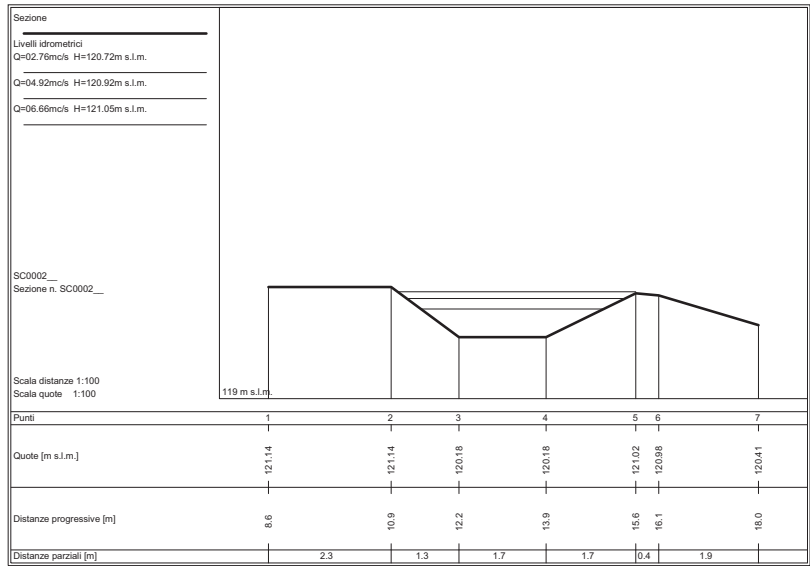 Sezione
Livelli idrometrici
Q=02.76mc/s H=120.72m s.l.m.
Q=04.92mc/s H=120.92m s.l.m.
Q=06.66mc/s H=121.05m s.l.m.
SC0002__
Sezione n. SC0002__
Scala distanze 1:100
Scala quote 1:100
119 m s.l.m.
Punti 1 2 3 4 5 6 7
Quote [m s.l.m.] 121.14 121.14 120.18 120.18 121.02 120.98 120.41
Distanze progressive [m] 8.6 10.9 12.2 13.9 15.6 16.1 18.0
Distanze parziali [m] 2.3 1.3 1.7 1.7 0.4 1.9